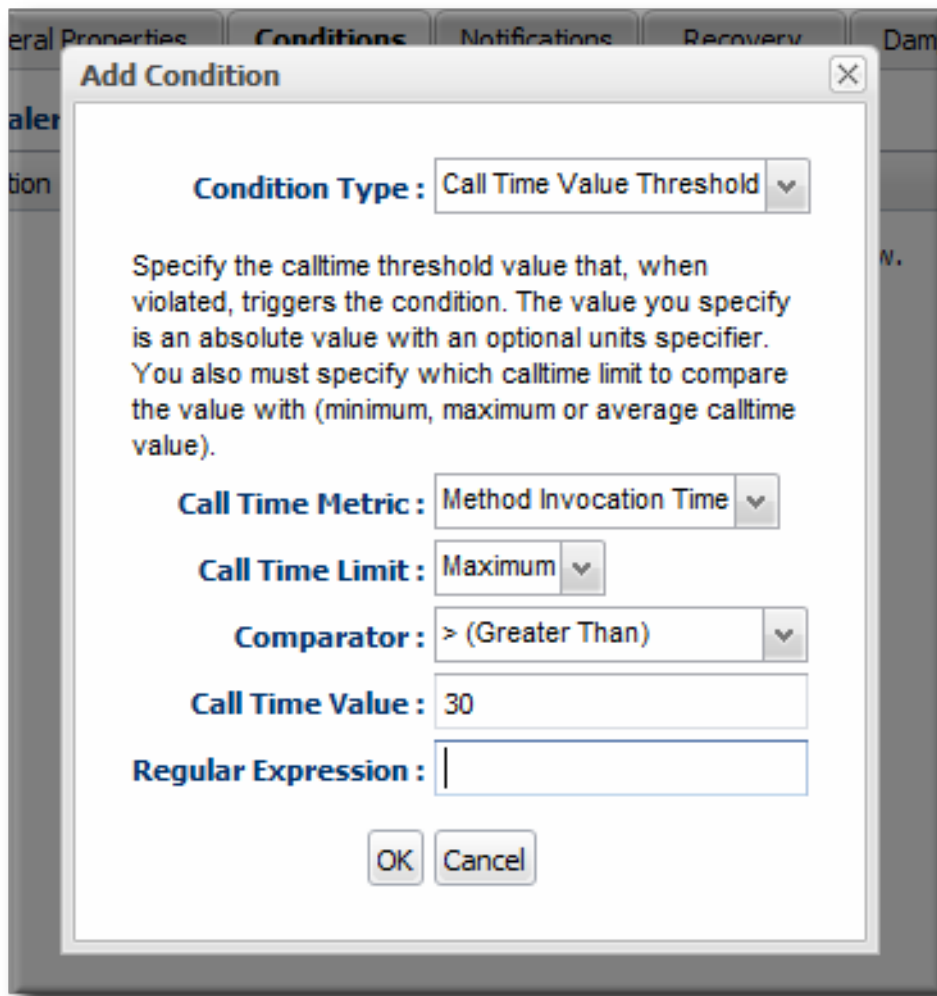 eral Properties Conditions Notifications Recovery Dam
Add Condition
aler
tion
Condition Type : Call Time Value Threshold
w.
Specify the calltime threshold value that, when
violated, triggers the condition. The value you specify
is an absolute value with an optional units specifier.
You also must specify which calltime limit to compare
the value with (minimum, maximum or average calltime
value).
Call Time Metric : Method Invocation Time
Call Time Limit : Maximum
Comparator : > (Greater Than)
Call Time Value : 30
Regular Expression :
OK Cancel